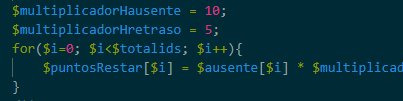 $multiplicadorHausente = 10;
$multiplicadorHretraso = 5;
for($i=0; $i<$totalids; $i++){
$puntosRestar[$i] = $ausente[$i] * $multiplicad
}